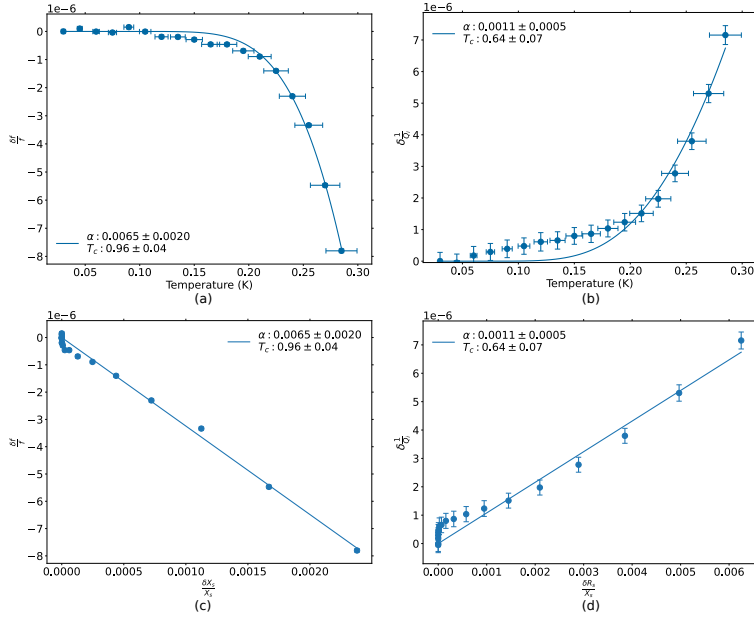 1e−6
0
−1
−2
−3
−4
−5
−6
−7
−8
δf
f
α : 0.0065 ± 0.0020
T_c : 0.96 ± 0.04
0.05 0.10 0.15 0.20 0.25 0.30
Temperature (K)
(a)
1e−6
7
6
5
4
3
2
1
0
α : 0.0011 ± 0.0005
T_c : 0.64 ± 0.07
0.05 0.10 0.15 0.20 0.25 0.30
Temperature (K)
(b)
1e−6
0
−1
−2
−3
−4
−5
−6
−7
−8
δf
f
α : 0.0065 ± 0.0020
T_c : 0.96 ± 0.04
0.0000 0.0005 0.0010 0.0015 0.0020
δX_s
X_s
(c)
1e−6
7
6
5
4
3
2
1
0
α : 0.0011 ± 0.0005
T_c : 0.64 ± 0.07
0.000 0.001 0.002 0.003 0.004 0.005 0.006
δR_s
X_s
(d)